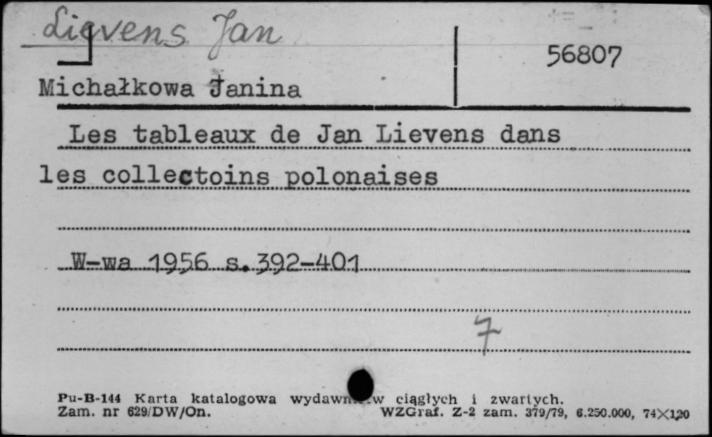 Lievens Jan
56807
Michałkowa Janina
Les tableaux de Jan Lievens dans
les collectoins polonaises
W-wa 1956 s.392-401
7
Pu-B-144 Karta katalogowa wydawn w ciągłych i zwartych.
Zam. nr 629/DW/On. WZGraf. Z-2 zam. 379/79, 6.250.000, 74×120